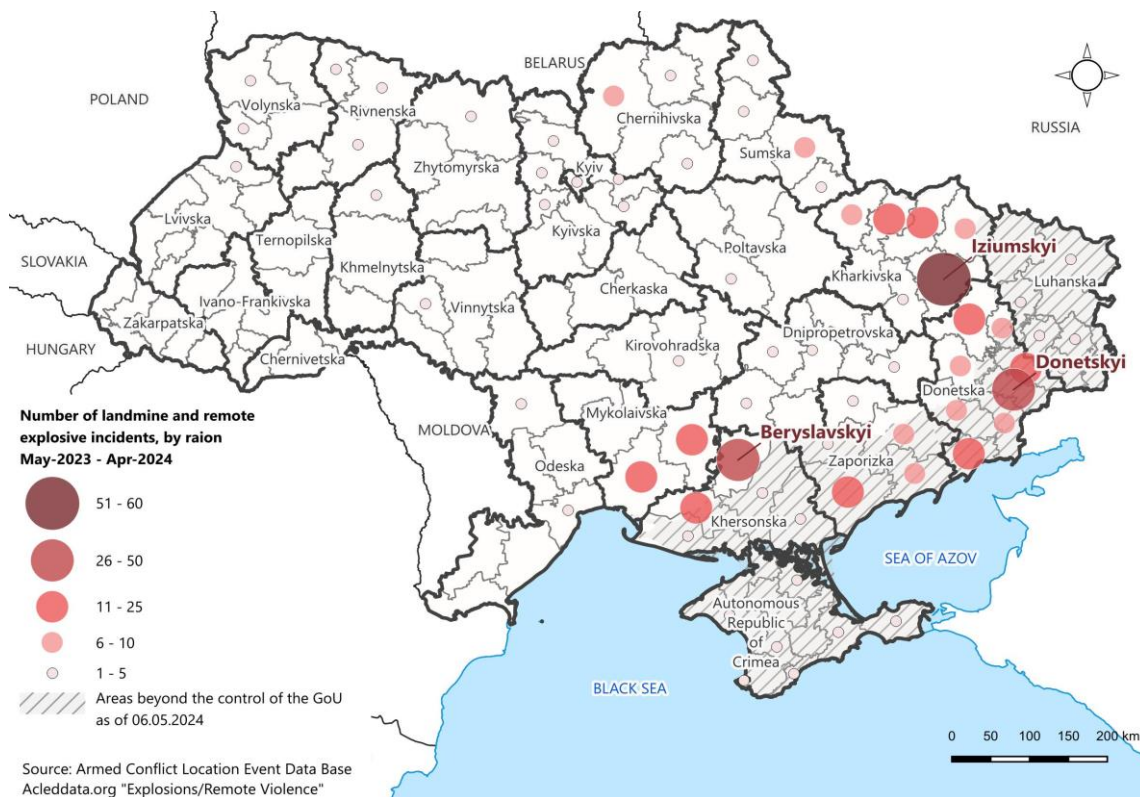 BELARUS
POLAND
Volynska
Rivnenska
Chernihivska
RUSSIA
Sumska
Zhytomyrska
Kyiv
Lvivska
Ternopilska
Kyivska
Poltavska
Iziumskyi
SLOVAKIA
Khmelnytska
Kharkivska
Luhanska
Ivano-Frankivska
Vinnytska
Cherkaska
Zakarpatska
Dnipropetrovska
HUNGARY
Chernivetska
Kirovohradska
Donetskyi
Donetska
Number of landmine and remote
explosive incidents, by raion
May-2023 - Apr-2024
MOLDOVA
Mykolaivska
Beryslavskyi
Odeska
Zaporizka
51 - 60
Khersonska
26 - 50
SEA OF AZOV
11 - 25
Autonomous
Republic
of
Crimea
6 - 10
1 - 5
BLACK SEA
Areas beyond the control of the GoU
as of 06.05.2024
0 50 100 150 200 km
Source: Armed Conflict Location Event Data Base
Acleddata.org "Explosions/Remote Violence"